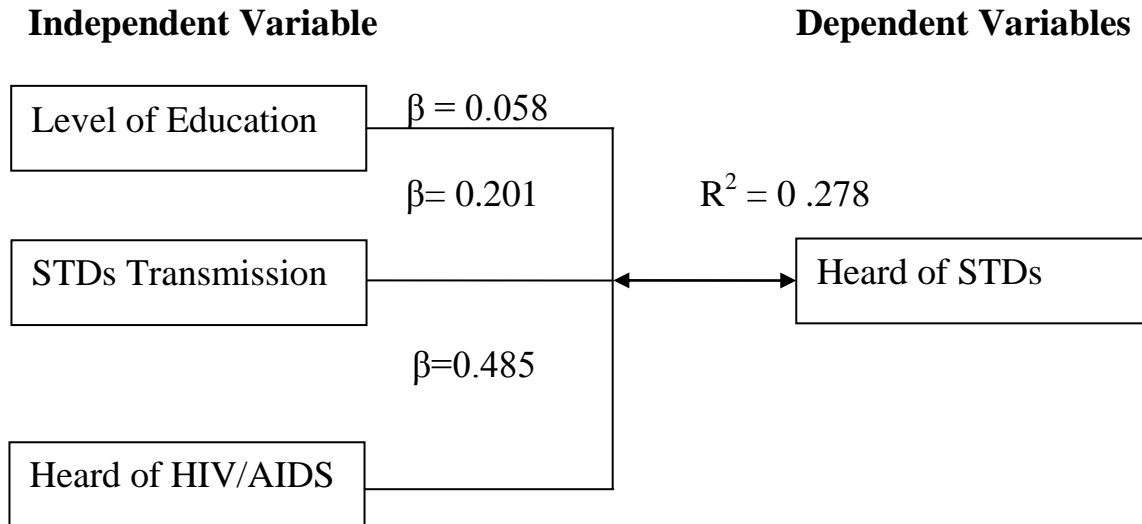 Independent Variable
Dependent Variables
Level of Education
β = 0.058
β= 0.201
R² = 0 .278
STDs Transmission
Heard of STDs
β=0.485
Heard of HIV/AIDS